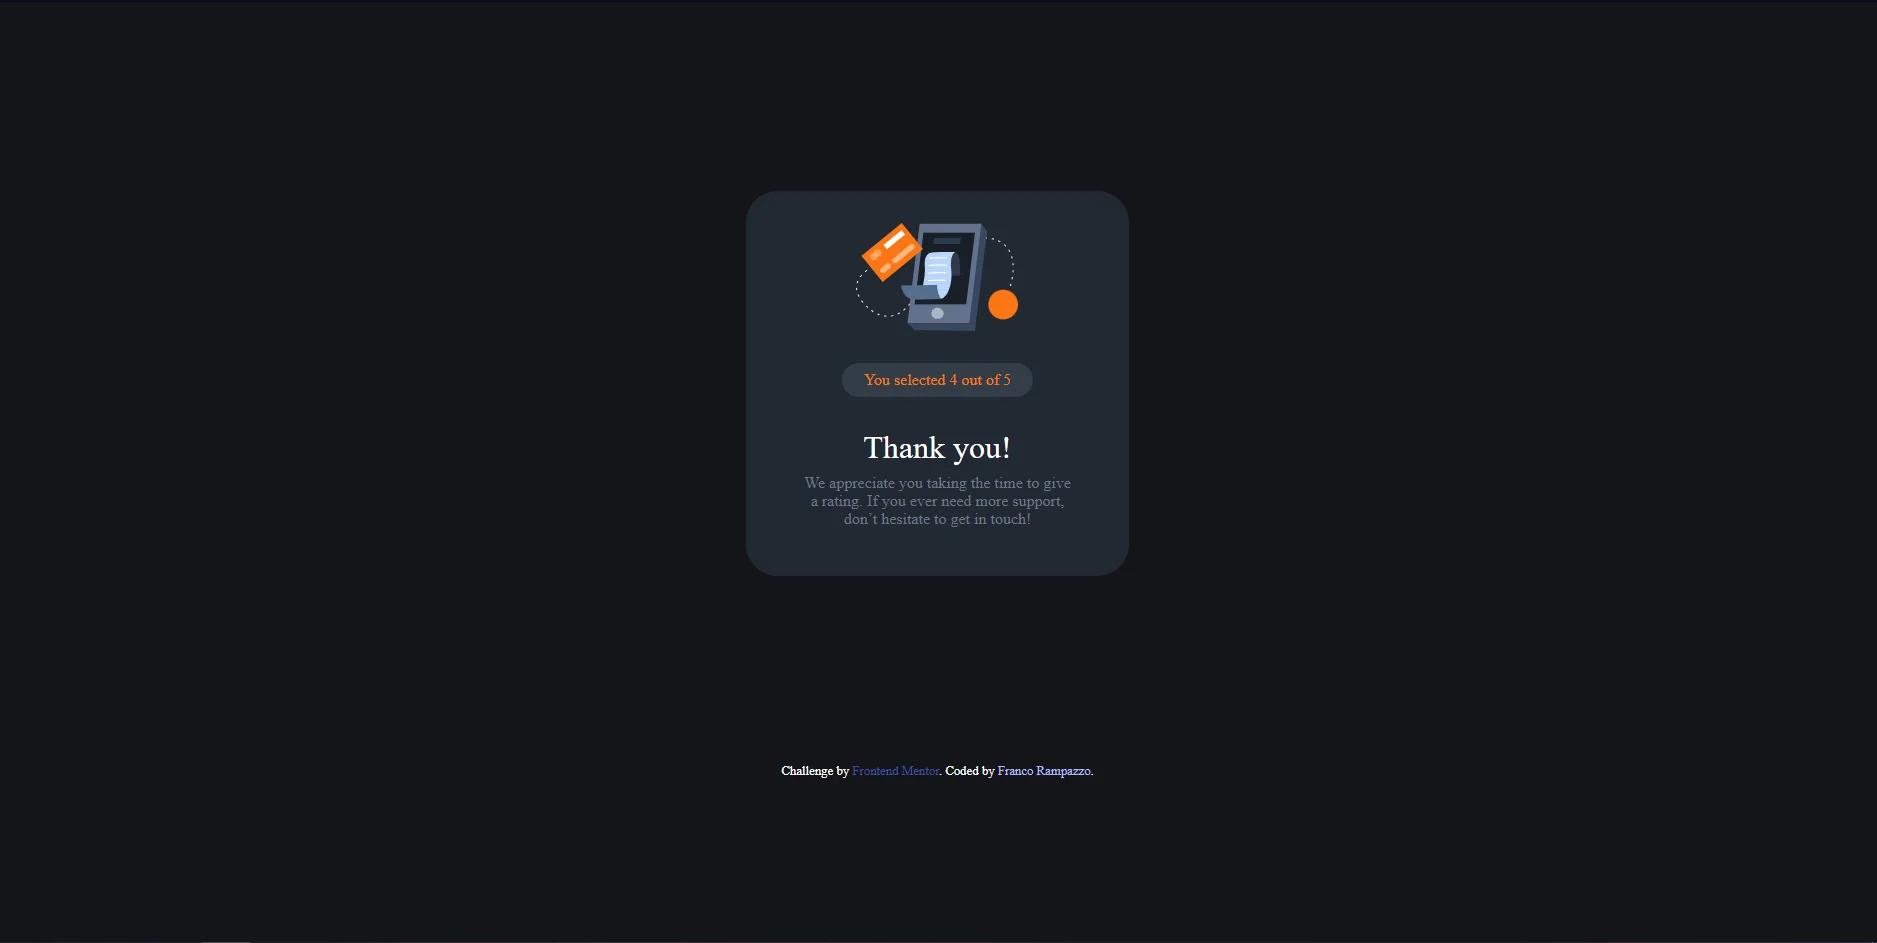 You selected 4 out of 5
Thank you!
We appreciate you taking the time to give
a rating. If you ever need more support,
don’t hesitate to get in touch!
Challenge by Frontend Mentor. Coded by Franco Rampazzo.